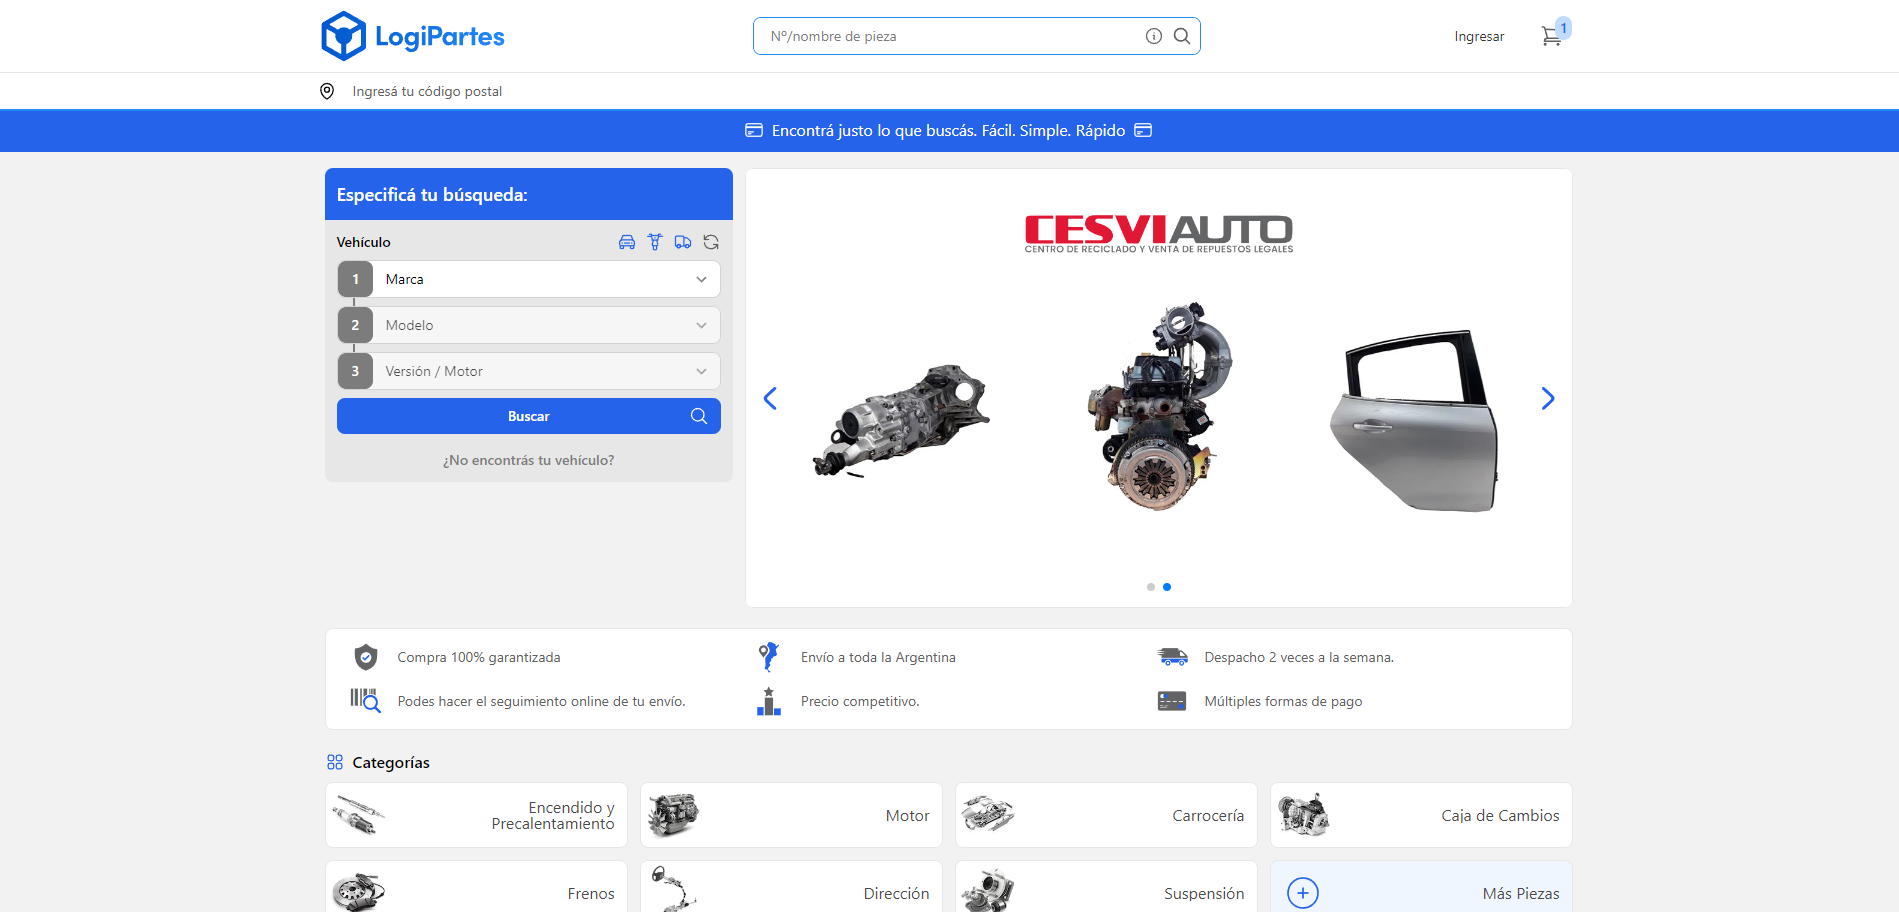 LogiPartes
Nº/nombre de pieza
Ingresar
1
Ingresá tu código postal
Encontrá justo lo que buscás. Fácil. Simple. Rápido
Especificá tu búsqueda:
Vehículo
1 Marca
2 Modelo
3 Versión / Motor
Buscar
¿No encontrás tu vehículo?
CESVIAUTO
CENTRO DE RECICLADO Y VENTA DE REPUESTOS LEGALES
Compra 100% garantizada
Envío a toda la Argentina
Despacho 2 veces a la semana.
Podes hacer el seguimiento online de tu envío.
Precio competitivo.
Múltiples formas de pago
Categorías
Encendido y
Precalentamiento
Motor
Carrocería
Caja de Cambios
Frenos
Dirección
Suspensión
Más Piezas